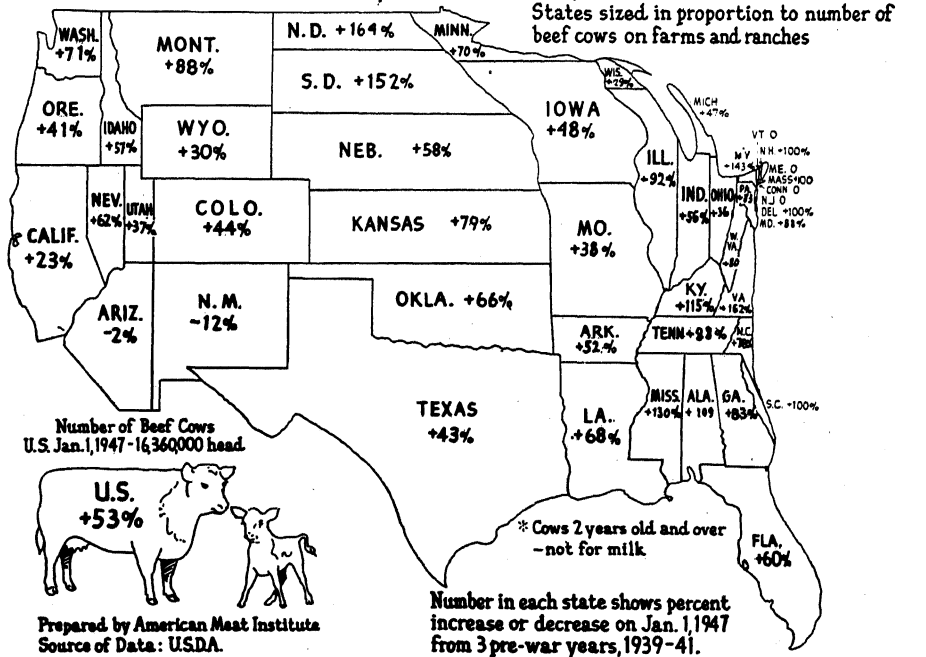 States sized in proportion to number of
beef cows on farms and ranches
WASH.
+71%
MONT.
+88%
N.D. +164%
MINN.
+70%
WIS.
+29%
MICH
+47%
ORE.
+41%
IDAHO
+57%
WYO.
+30%
S.D. +152%
NEB. +58%
IOWA
+48%
ILL.
+92%
IND.
+56%
OHIO
+36
PA.
N.Y
+143%
VT 0
N.H +100%
ME. 0
MASS+100
CONN 0
N.J 0
DEL +100%
MD. +88%
NEV.
+62%
UTAH
+37%
COLO.
+44%
KANSAS +79%
MO.
+38%
W.
VA.
+80
CALIF.
+23%
ARIZ.
-2%
N.M.
-12%
OKLA. +66%
KY.
+115%
VA
+162%
ARK.
+52.%
TENN+98%
N.C.
TEXAS
+43%
LA.
+68%
MISS.
+130%
ALA.
+109
GA.
+83%
S.C. +100%
FLA,
+60%
Number of Beef Cows
U.S. Jan.1,1947-16,360,000 head.
U.S.
+53%
* Cows 2 years old and over
-not for milk
Prepared by American Meat Institute
Source of Data: U.S.D.A.
Number in each state shows percent
increase or decrease on Jan. 1,1947
from 3 pre-war years, 1939-41.